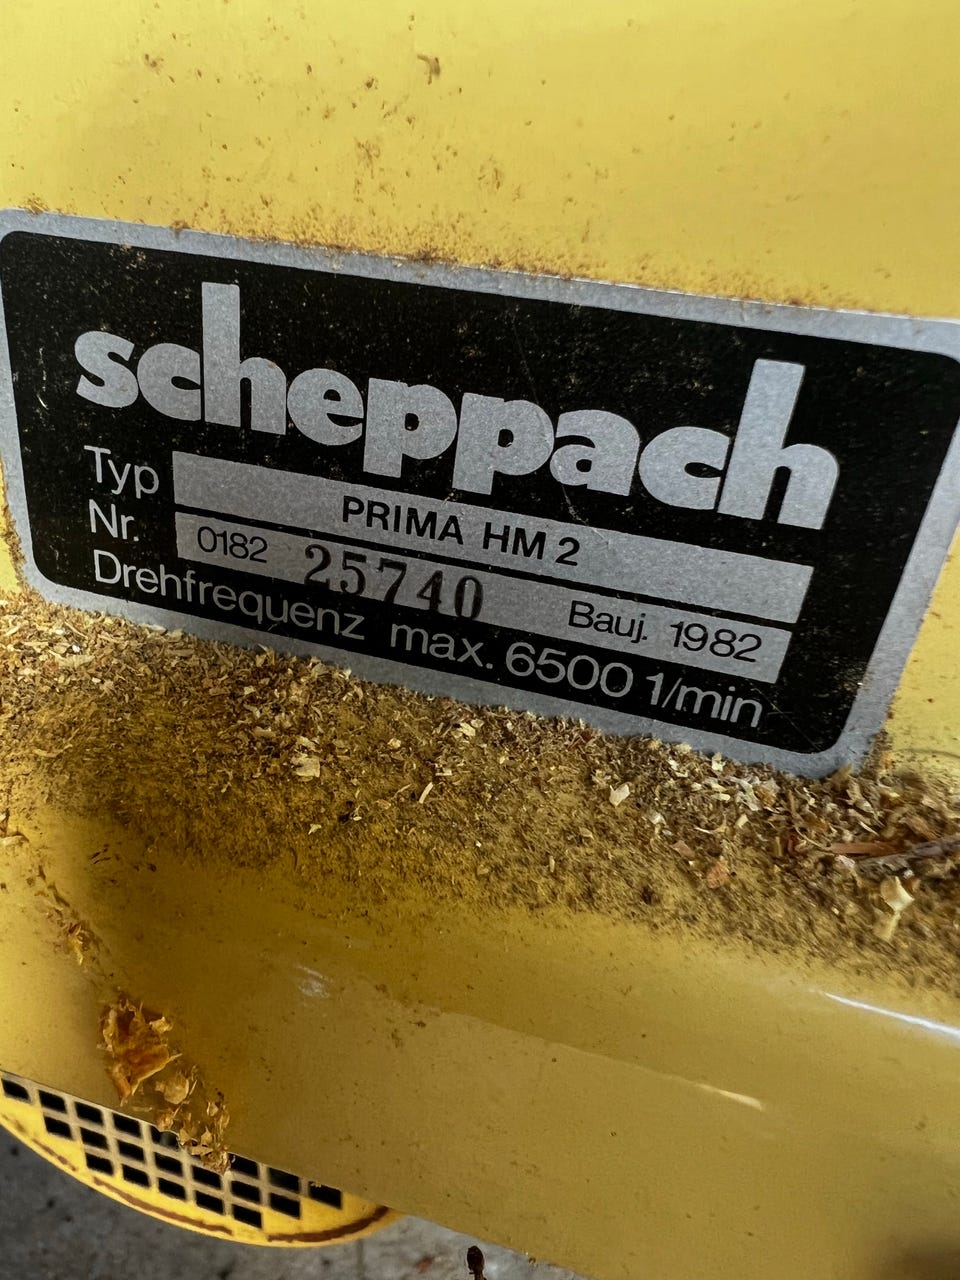 scheppach
Typ PRIMA HM 2
Nr. 0182 25740 Bauj. 1982
Drehfrequenz max. 6500 1/min